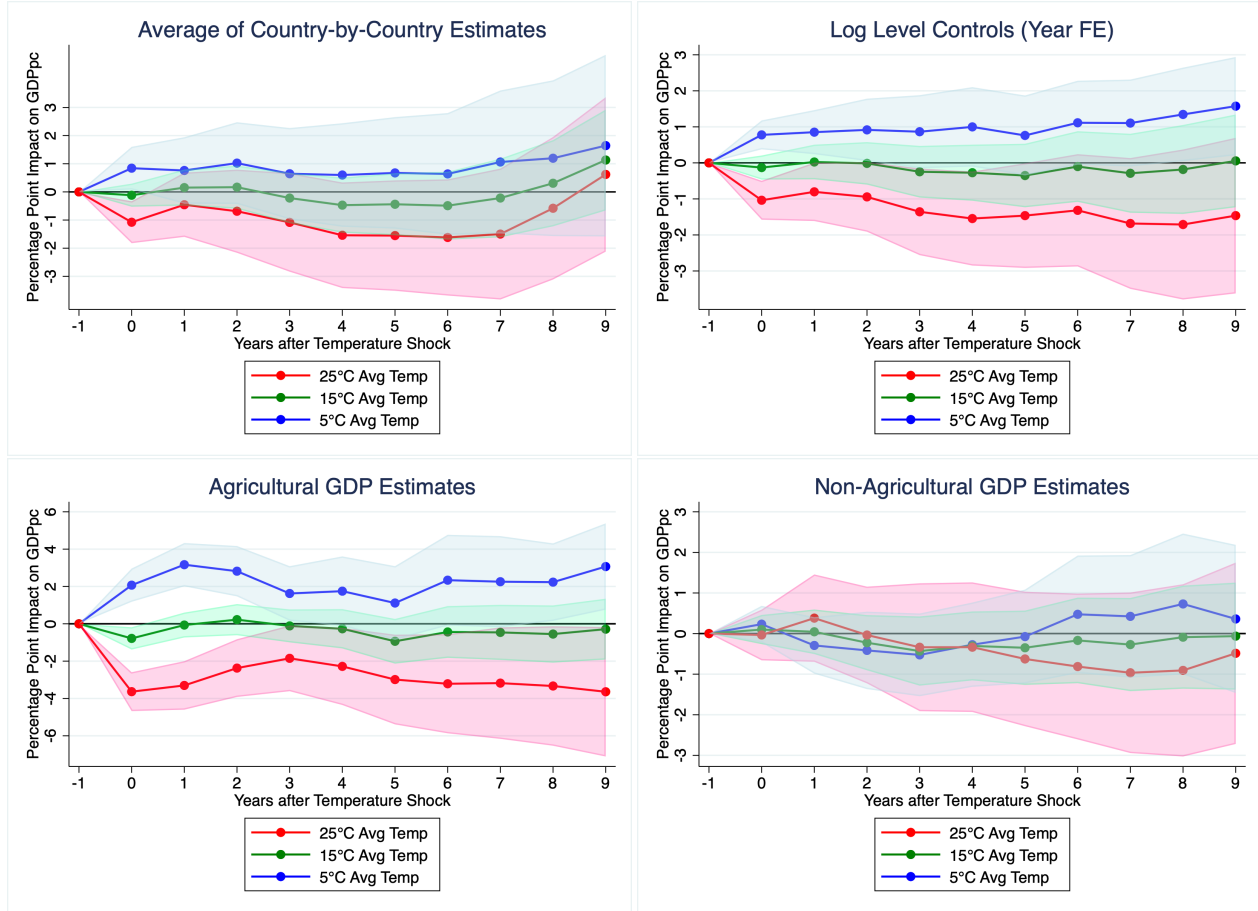 Average of Country-by-Country Estimates
Percentage Point Impact on GDPpc
3
2
1
0
-1
-2
-3
-1 0 1 2 3 4 5 6 7 8 9
Years after Temperature Shock
25°C Avg Temp
15°C Avg Temp
5°C Avg Temp
Log Level Controls (Year FE)
Percentage Point Impact on GDPpc
3
2
1
0
-1
-2
-3
-1 0 1 2 3 4 5 6 7 8 9
Years after Temperature Shock
25°C Avg Temp
15°C Avg Temp
5°C Avg Temp
Agricultural GDP Estimates
Percentage Point Impact on GDPpc
6
4
2
0
-2
-4
-6
-1 0 1 2 3 4 5 6 7 8 9
Years after Temperature Shock
25°C Avg Temp
15°C Avg Temp
5°C Avg Temp
Non-Agricultural GDP Estimates
Percentage Point Impact on GDPpc
3
2
1
0
-1
-2
-3
-1 0 1 2 3 4 5 6 7 8 9
Years after Temperature Shock
25°C Avg Temp
15°C Avg Temp
5°C Avg Temp